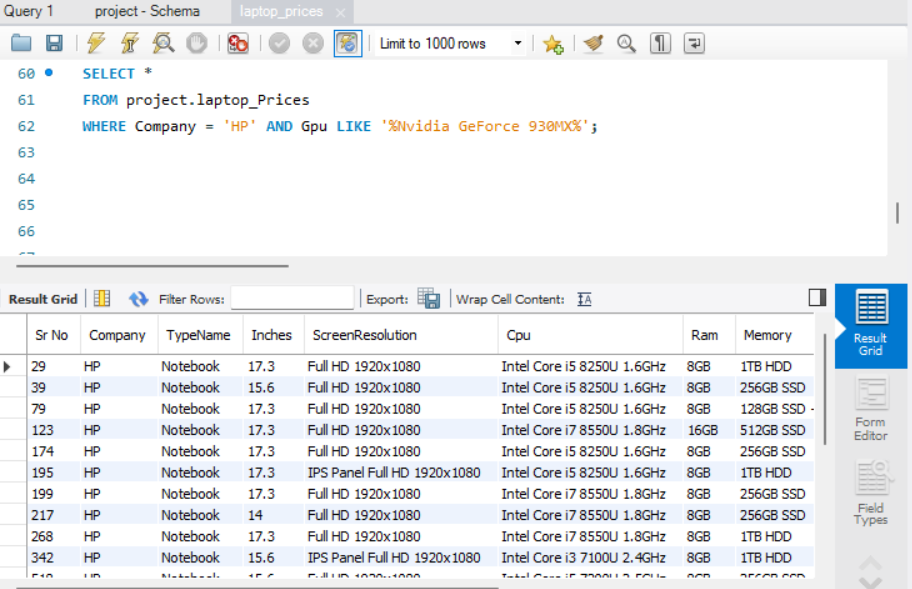 Query 1 project - Schema laptop_prices
Limit to 1000 rows
60 SELECT *
61 FROM project.laptop_Prices
62 WHERE Company = 'HP' AND Gpu LIKE '%Nvidia GeForce 930MX%';
63
64
65
66
Result Grid Filter Rows: Export: Wrap Cell Content: IA
Sr No Company TypeName Inches ScreenResolution Cpu Ram Memory
29 HP Notebook 17.3 Full HD 1920x1080 Intel Core i5 8250U 1.6GHz 8GB 1TB HDD
39 HP Notebook 15.6 Full HD 1920x1080 Intel Core i5 8250U 1.6GHz 8GB 256GB SSD
79 HP Notebook 17.3 Full HD 1920x1080 Intel Core i5 8250U 1.6GHz 8GB 128GB SSD
123 HP Notebook 17.3 Full HD 1920x1080 Intel Core i7 8550U 1.8GHz 16GB 512GB SSD
174 HP Notebook 17.3 Full HD 1920x1080 Intel Core i5 8250U 1.6GHz 8GB 256GB SSD
195 HP Notebook 17.3 IPS Panel Full HD 1920x1080 Intel Core i5 8250U 1.6GHz 8GB 1TB HDD
199 HP Notebook 17.3 Full HD 1920x1080 Intel Core i7 8550U 1.8GHz 8GB 256GB SSD
217 HP Notebook 14 Full HD 1920x1080 Intel Core i7 8550U 1.8GHz 8GB 256GB SSD
268 HP Notebook 17.3 Full HD 1920x1080 Intel Core i7 8550U 1.8GHz 8GB 1TB HDD
342 HP Notebook 15.6 IPS Panel Full HD 1920x1080 Intel Core i3 7100U 2.4GHz 8GB 1TB HDD
Result
Grid
Form
Editor
Field
Types